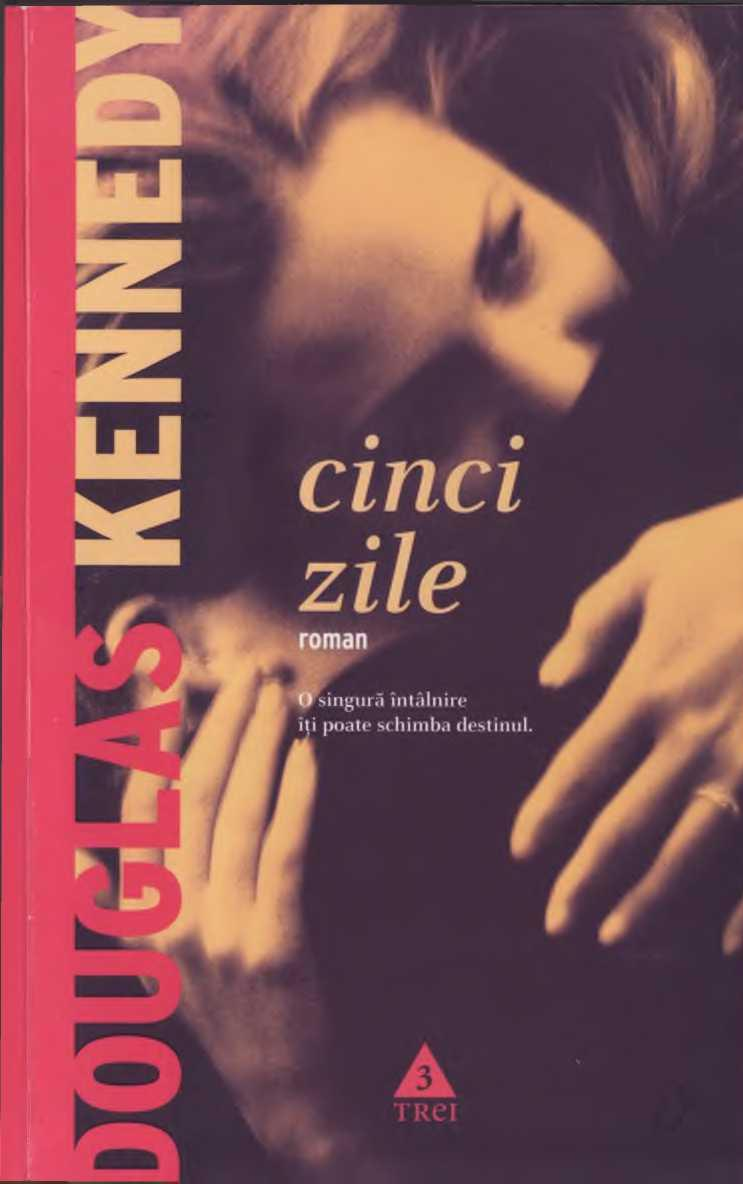 DOUGLAS KENNEDY
cinci
zile
roman
O singură întâlnire
îți poate schimba destinul.
3
TREI